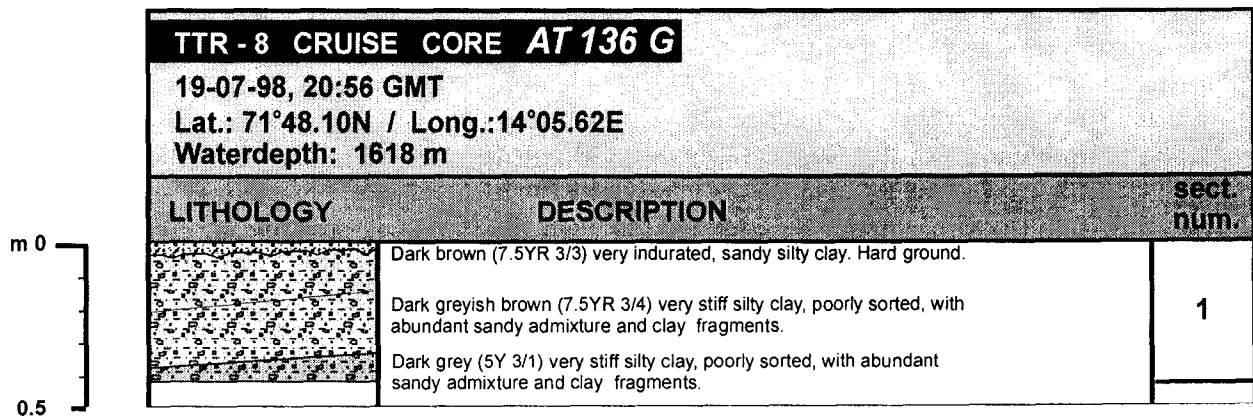 TTR - 8 CRUISE CORE AT 136 G
19-07-98, 20:56 GMT
Lat.: 71°48.10N / Long.:14°05.62E
Waterdepth: 1618 m
LITHOLOGY DESCRIPTION sect. num.
m 0
Dark brown (7.5YR 3/3) very indurated, sandy silty clay. Hard ground.
Dark greyish brown (7.5YR 3/4) very stiff silty clay, poorly sorted, with
abundant sandy admixture and clay fragments.
1
Dark grey (5Y 3/1) very stiff silty clay, poorly sorted, with abundant
sandy admixture and clay fragments.
0.5